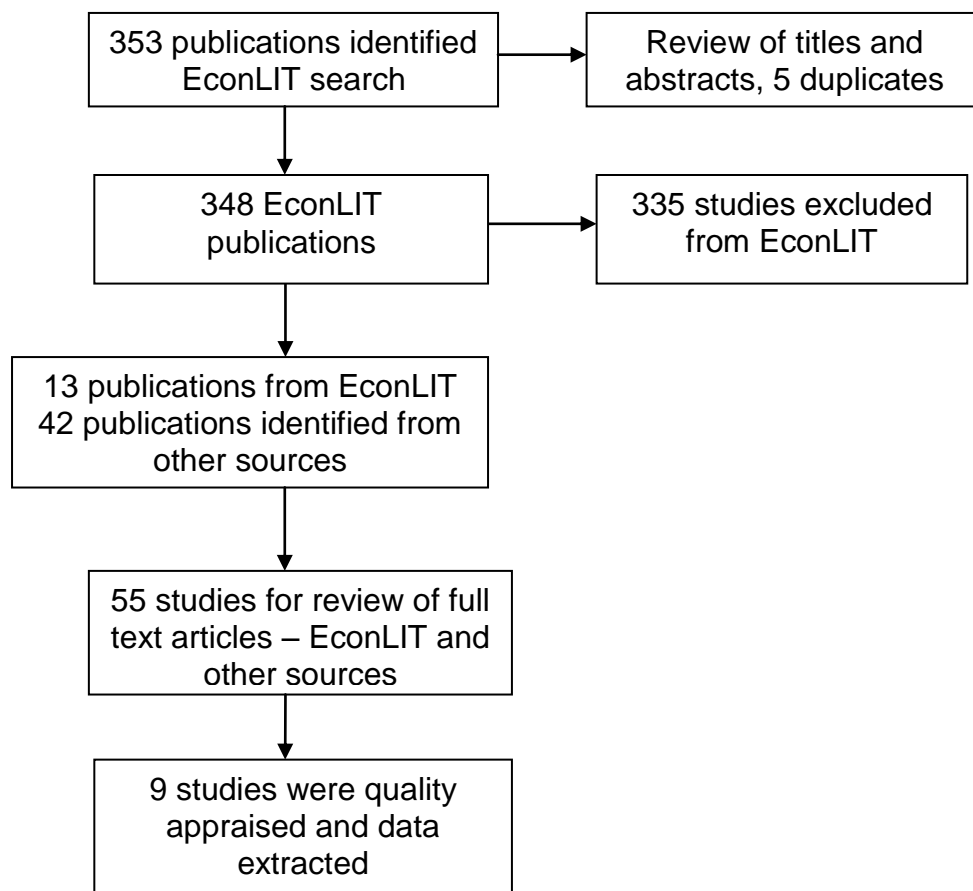 353 publications identified
EconLIT search
Review of titles and
abstracts, 5 duplicates
348 EconLIT
publications
335 studies excluded
from EconLIT
13 publications from EconLIT
42 publications identified from
other sources
55 studies for review of full
text articles – EconLIT and
other sources
9 studies were quality
appraised and data
extracted